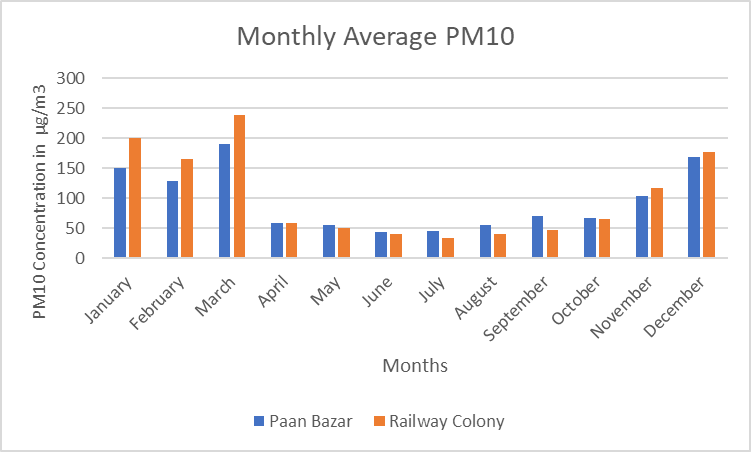 Monthly Average PM10
PM10 Concentration in µg/m3
300
250
200
150
100
50
0
January
February
March
April
May
June
July
August
September
October
November
December
Months
Paan Bazar
Railway Colony